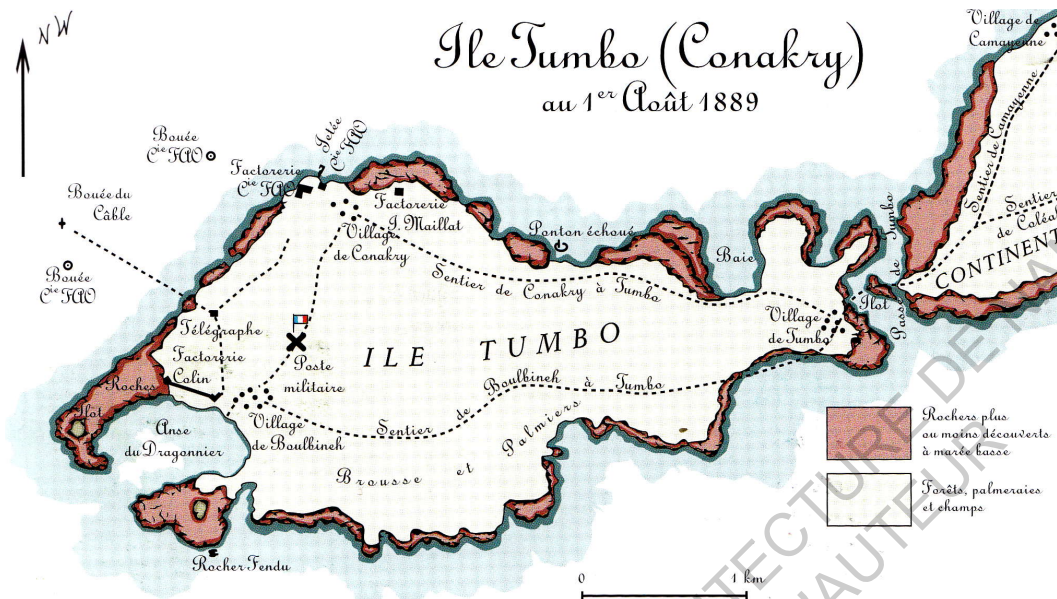 NW
Ile Tumbo (Conakry)
au 1er Août 1889
Village de
Camayenne
Bouée
Cie FAO
Jetée
Cie FAO
Factorerie
Cie FAO
Bouée du
Câble
Factorerie
J. Maillat
Village
de Conakry
Ponton échoué
Baie
Sentier de Camayenne
Sentier
de Coléa
CONTINENT
Passe de Tumbo
Ilot
Bouée
Cie FAO
Sentier de Conakry à Tumbo
Télégraphe
Factorerie
Colin
Poste
militaire
ILE TUMBO
Village
de Tumbo
Roches
Ilot
Anse
du Dragonnier
Village
de Boulbineh
Sentier de Boulbineh à Tumbo
Brousse et Palmiers
Rochers plus
ou moins découverts
à marée basse
Forêts, palmeraies
et champs
Rocher Fendu
0 1 km